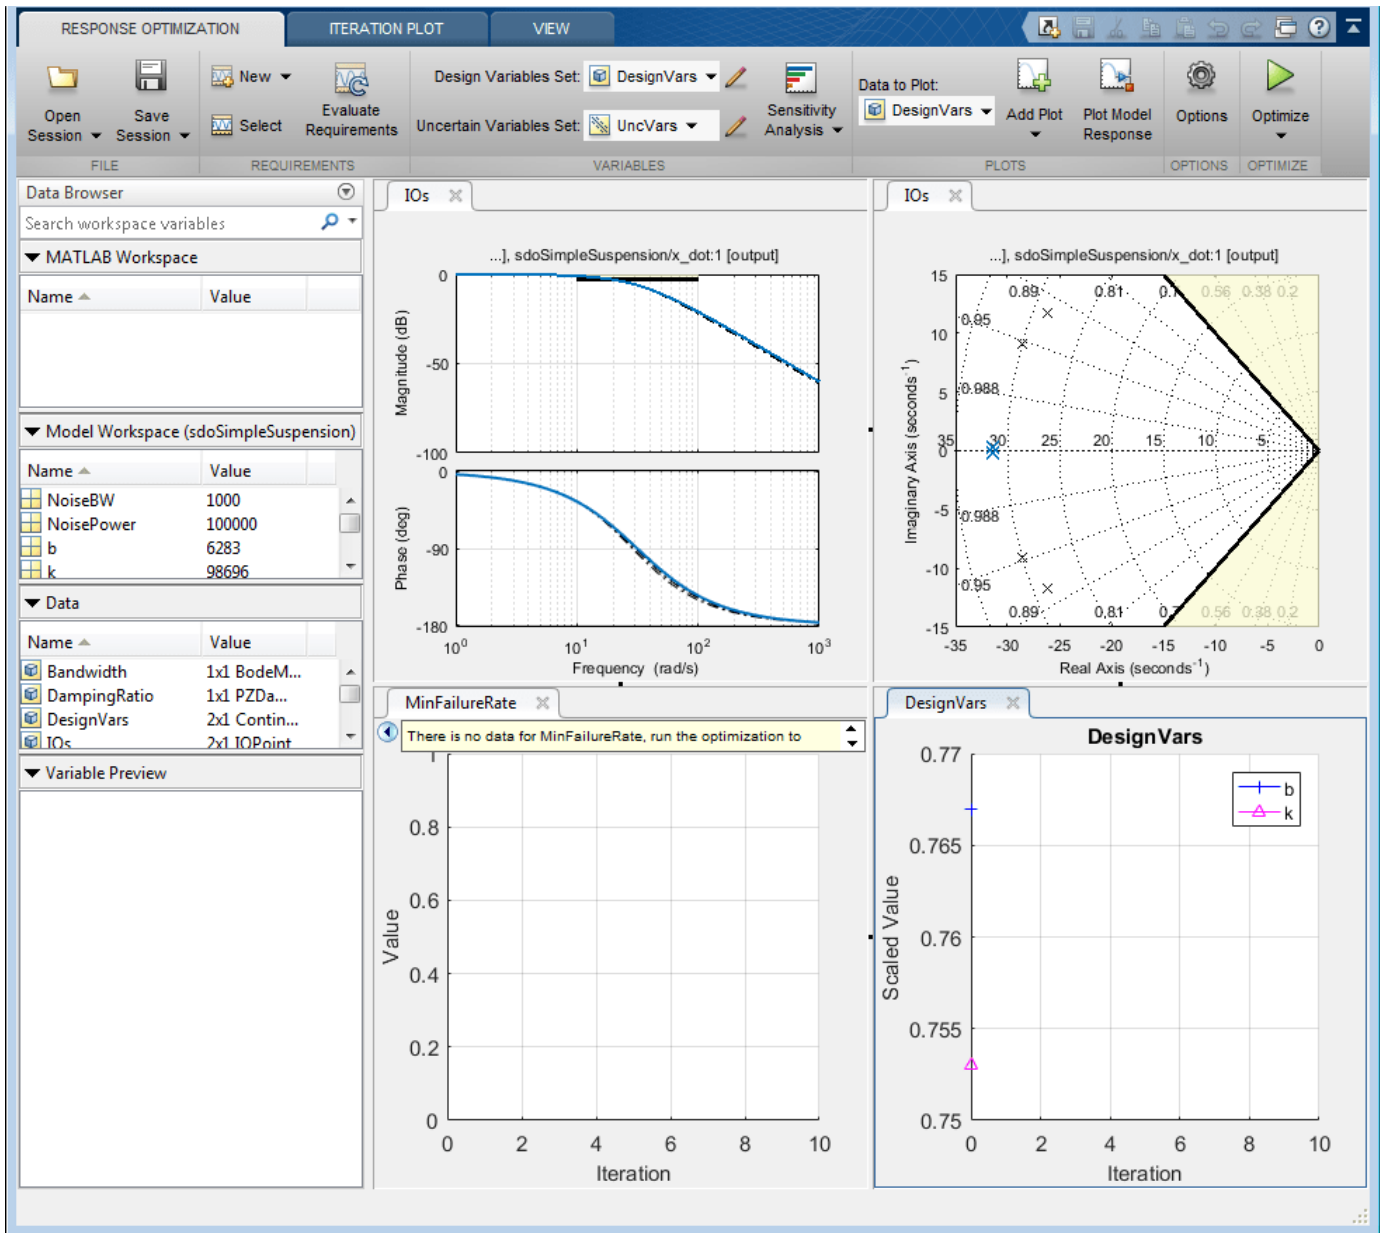 RESPONSE OPTIMIZATION
ITERATION PLOT
VIEW
Open Session
Save Session
FILE
New
Select
Evaluate Requirements
REQUIREMENTS
Design Variables Set:
DesignVars
Uncertain Variables Set:
UncVars
Sensitivity Analysis
VARIABLES
Data to Plot:
DesignVars
Add Plot
Plot Model Response
PLOTS
Options
OPTIONS
Optimize
OPTIMIZE
Data Browser
Search workspace variables
MATLAB Workspace
Name Value
Model Workspace (sdoSimpleSuspension)
Name Value
NoiseBW 1000
NoisePower 100000
b 6283
k 98696
Data
Name Value
Bandwidth 1x1 BodeM...
DampingRatio 1x1 PZDa...
DesignVars 2x1 Contin...
IOs 2x1 IOPoint
Variable Preview
IOs
...], sdoSimpleSuspension/x_dot:1 [output]
Magnitude (dB)
0
-50
-100
Phase (deg)
0
-90
-180
10^0 10^1 10^2 10^3
Frequency (rad/s)
IOs
...], sdoSimpleSuspension/x_dot:1 [output]
Imaginary Axis (seconds^-1)
15
10
5
0
-5
-10
-15
0.89 0.81 0.7 0.56 0.38 0.2
0.95
0.988
35 30 25 20 15 10 5
0.988
0.95
0.89 0.81 0.7 0.56 0.38 0.2
-35 -30 -25 -20 -15 -10 -5 0
Real Axis (seconds^-1)
MinFailureRate
There is no data for MinFailureRate, run the optimization to
Value
1
0.8
0.6
0.4
0.2
0
0 2 4 6 8 10
Iteration
DesignVars
DesignVars
b
k
Scaled Value
0.77
0.765
0.76
0.755
0.75
0 2 4 6 8 10
Iteration